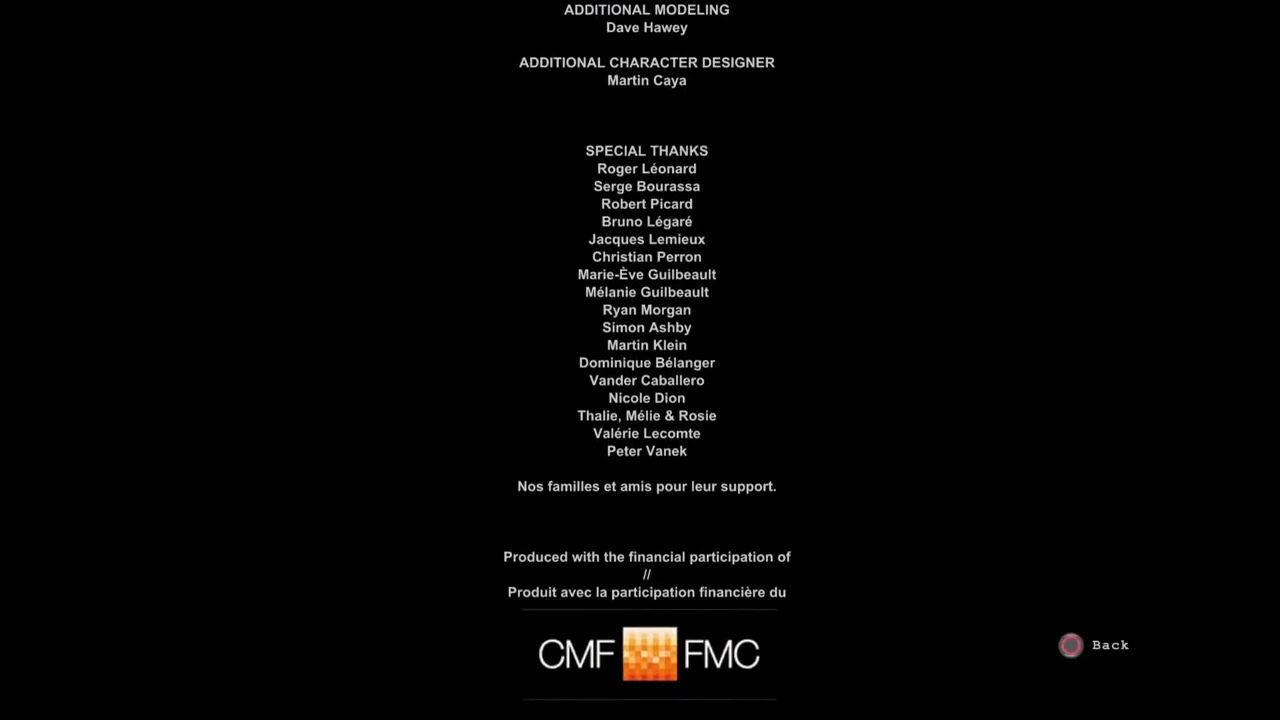 ADDITIONAL MODELING
Dave Hawey
ADDITIONAL CHARACTER DESIGNER
Martin Caya
SPECIAL THANKS
Roger Léonard
Serge Bourassa
Robert Picard
Bruno Légaré
Jacques Lemieux
Christian Perron
Marie-Ève Guilbeault
Mélanie Guilbeault
Ryan Morgan
Simon Ashby
Martin Klein
Dominique Bélanger
Vander Caballero
Nicole Dion
Thalie, Mélie & Rosie
Valérie Lecomte
Peter Vanek
Nos familles et amis pour leur support.
Produced with the financial participation of
//
Produit avec la participation financière du
CMF FMC
Back